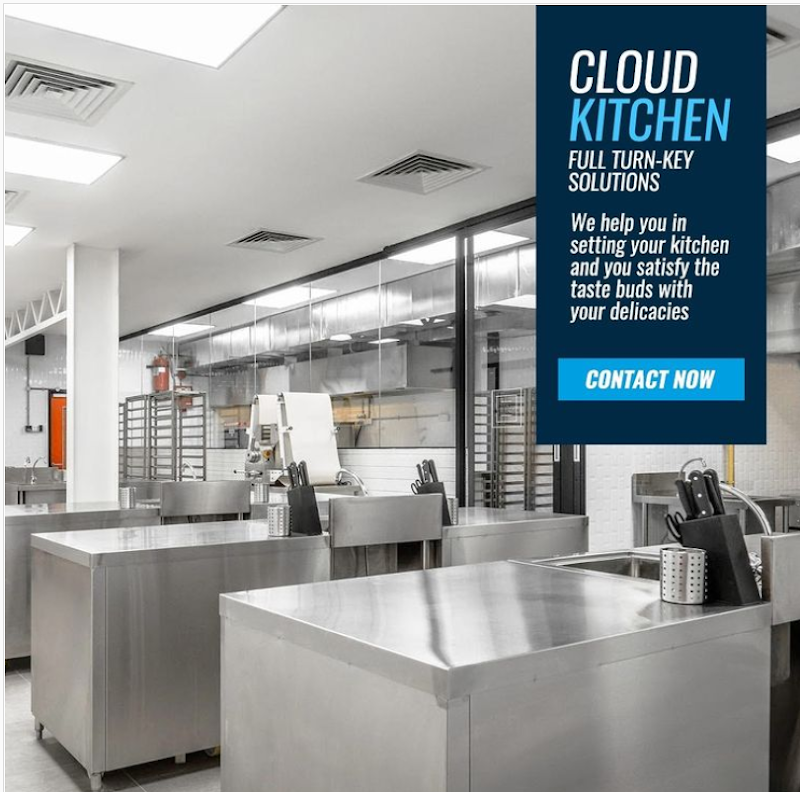 CLOUD
KITCHEN
FULL TURN-KEY
SOLUTIONS
We help you in
setting your kitchen
and you satisfy the
taste buds with
your delicacies
CONTACT NOW